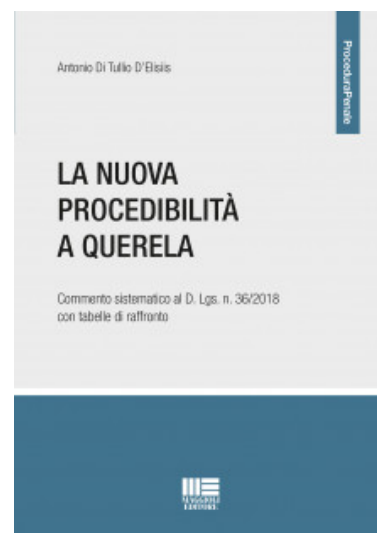 Antonio Di Tullio D'Elisiis
ProceduraPenale
LA NUOVA
PROCEDIBILITÀ
A QUERELA
Commento sistematico al D. Lgs. n. 36/2018
con tabelle di raffronto
MAGGIOLI
EDITORE